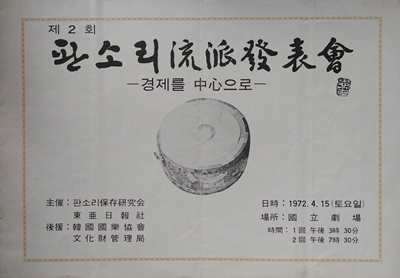 제 2 회
판소리流派發表會
—경제를 中心으로—
主催：판소리保存研究会
東亜日報社
後援：韓國國樂協會
文化財管理局
日時：1972. 4. 15 (토요일)
場所：國立劇場
時間：1回 午後 3時 30分
2回 午後 7時 30分